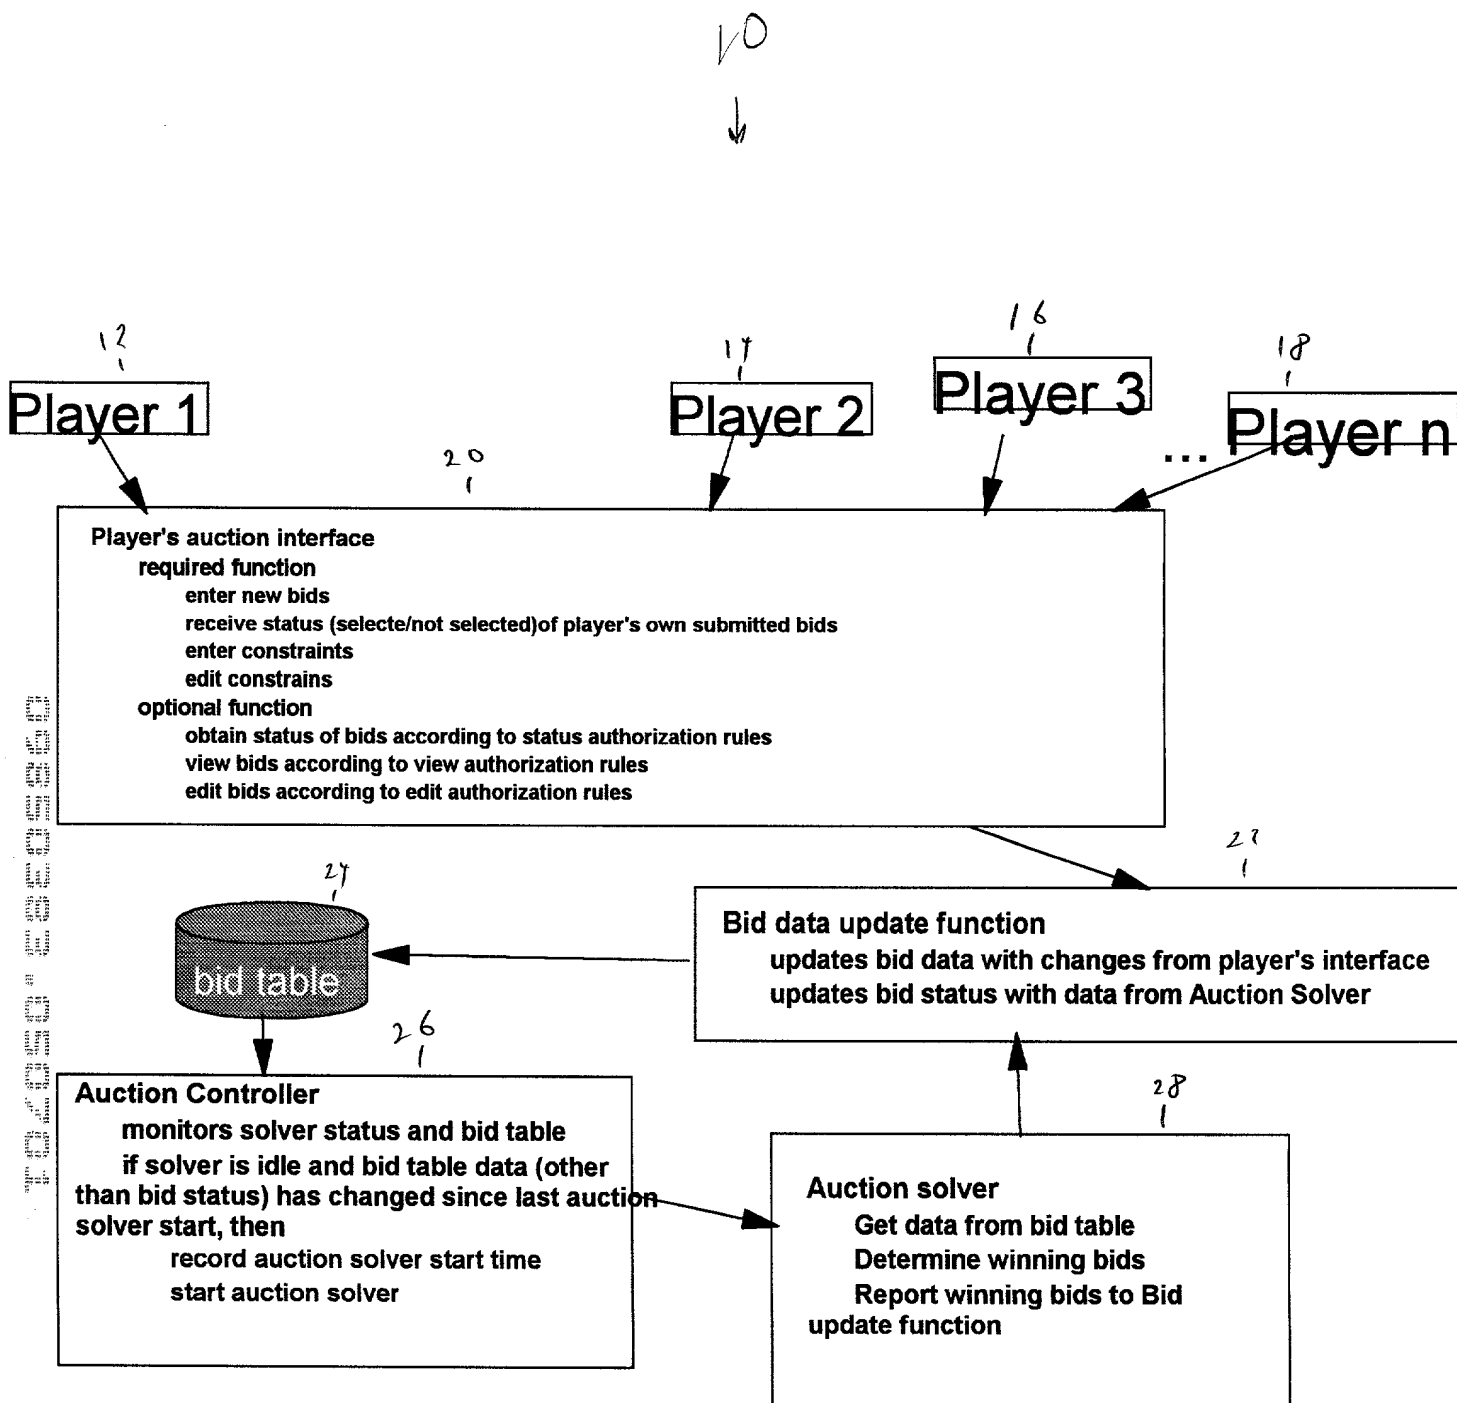 10
12
14
16
18
Player 1
Player 2
Player 3
... Player n
20
Player's auction interface
required function
enter new bids
receive status (selecte/not selected)of player's own submitted bids
enter constraints
edit constrains
optional function
obtain status of bids according to status authorization rules
view bids according to view authorization rules
edit bids according to edit authorization rules
22
Bid data update function
updates bid data with changes from player's interface
updates bid status with data from Auction Solver
24
bid table
26
Auction Controller
monitors solver status and bid table
if solver is idle and bid table data (other
than bid status) has changed since last auction
solver start, then
record auction solver start time
start auction solver
28
Auction solver
Get data from bid table
Determine winning bids
Report winning bids to Bid
update function